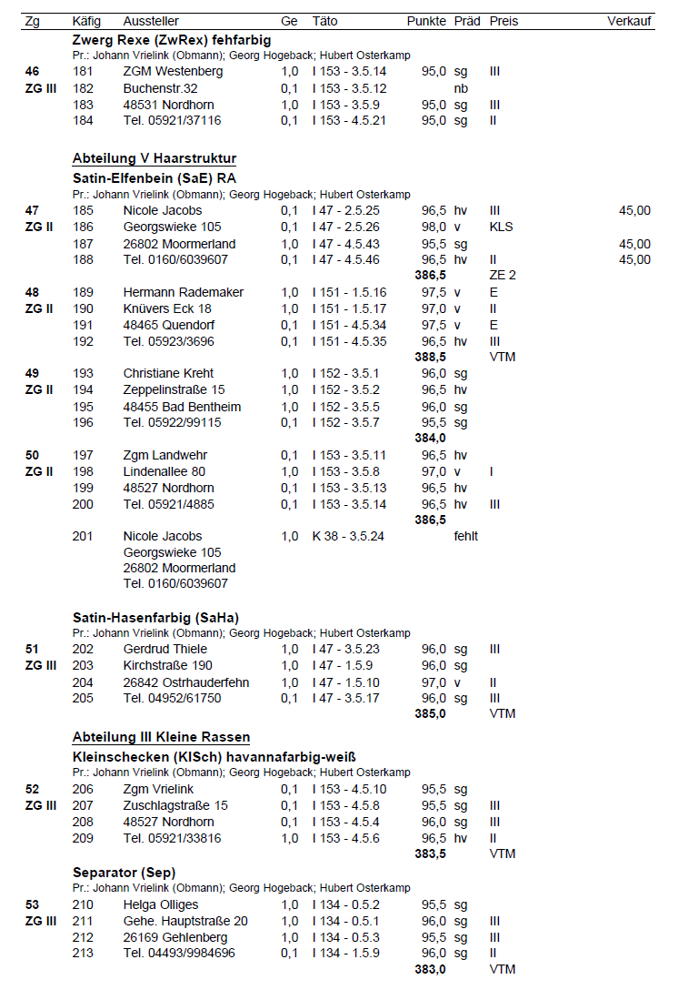 Zg Käfig Aussteller Ge Täto Punkte Präd Preis Verkauf
Zwerg Rexe (ZwRex) fehfarbig
Pr.: Johann Vrielink (Obmann); Georg Hogeback; Hubert Osterkamp
46 181 ZGM Westenberg 1,0 I 153 - 3.5.14 95,0 sg III
ZG III 182 Buchenstr.32 0,1 I 153 - 3.5.12 nb
183 48531 Nordhorn 1,0 I 153 - 3.5.9 95,0 sg III
184 Tel. 05921/37116 0,1 I 153 - 4.5.21 95,0 sg II
Abteilung V Haarstruktur
Satin-Elfenbein (SaE) RA
Pr.: Johann Vrielink (Obmann); Georg Hogeback; Hubert Osterkamp
47 185 Nicole Jacobs 0,1 I 47 - 2.5.25 96,5 hv III 45,00
ZG II 186 Georgswieke 105 0,1 I 47 - 2.5.26 98,0 v KLS
187 26802 Moormerland 1,0 I 47 - 4.5.43 95,5 sg 45,00
188 Tel. 0160/6039607 0,1 I 47 - 4.5.46 96,5 hv II 45,00
386,5 ZE 2
48 189 Hermann Rademaker 1,0 I 151 - 1.5.16 97,5 v E
ZG II 190 Knüvers Eck 18 1,0 I 151 - 1.5.17 97,0 v II
191 48465 Quendorf 0,1 I 151 - 4.5.34 97,5 v E
192 Tel. 05923/3696 0,1 I 151 - 4.5.35 96,5 hv III
388,5 VTM
49 193 Christiane Kreht 1,0 I 152 - 3.5.1 96,0 sg
ZG II 194 Zeppelinstraße 15 1,0 I 152 - 3.5.2 96,5 hv
195 48455 Bad Bentheim 1,0 I 152 - 3.5.5 96,0 sg
196 Tel. 05922/99115 0,1 I 152 - 3.5.7 95,5 sg
384,0
50 197 Zgm Landwehr 0,1 I 153 - 3.5.11 96,5 hv
ZG II 198 Lindenallee 80 1,0 I 153 - 3.5.8 97,0 v I
199 48527 Nordhorn 0,1 I 153 - 3.5.13 96,5 hv
200 Tel. 05921/4885 0,1 I 153 - 3.5.14 96,5 hv III
386,5
201 Nicole Jacobs 1,0 K 38 - 3.5.24 fehlt
Georgswieke 105
26802 Moormerland
Tel. 0160/6039607
Satin-Hasenfarbig (SaHa)
Pr.: Johann Vrielink (Obmann); Georg Hogeback; Hubert Osterkamp
51 202 Gerdrud Thiele 1,0 I 47 - 3.5.23 96,0 sg III
ZG III 203 Kirchstraße 190 1,0 I 47 - 1.5.9 96,0 sg
204 26842 Ostrhauderfehn 1,0 I 47 - 1.5.10 97,0 v II
205 Tel. 04952/61750 0,1 I 47 - 3.5.17 96,0 sg III
385,0 VTM
Abteilung III Kleine Rassen
Kleinschecken (KlSch) havannafarbig-weiß
Pr.: Johann Vrielink (Obmann); Georg Hogeback; Hubert Osterkamp
52 206 Zgm Vrielink 0,1 I 153 - 4.5.10 95,5 sg
ZG III 207 Zuschlagstraße 15 0,1 I 153 - 4.5.8 95,5 sg III
208 48527 Nordhorn 0,1 I 153 - 4.5.4 96,0 sg III
209 Tel. 05921/33816 1,0 I 153 - 4.5.6 96,5 hv II
383,5 VTM
Separator (Sep)
Pr.: Johann Vrielink (Obmann); Georg Hogeback; Hubert Osterkamp
53 210 Helga Olliges 1,0 I 134 - 0.5.2 95,5 sg
ZG III 211 Gehe. Hauptstraße 20 1,0 I 134 - 0.5.1 96,0 sg III
212 26169 Gehlenberg 1,0 I 134 - 0.5.3 95,5 sg III
213 Tel. 04493/9984696 0,1 I 134 - 1.5.9 96,0 sg II
383,0 VTM